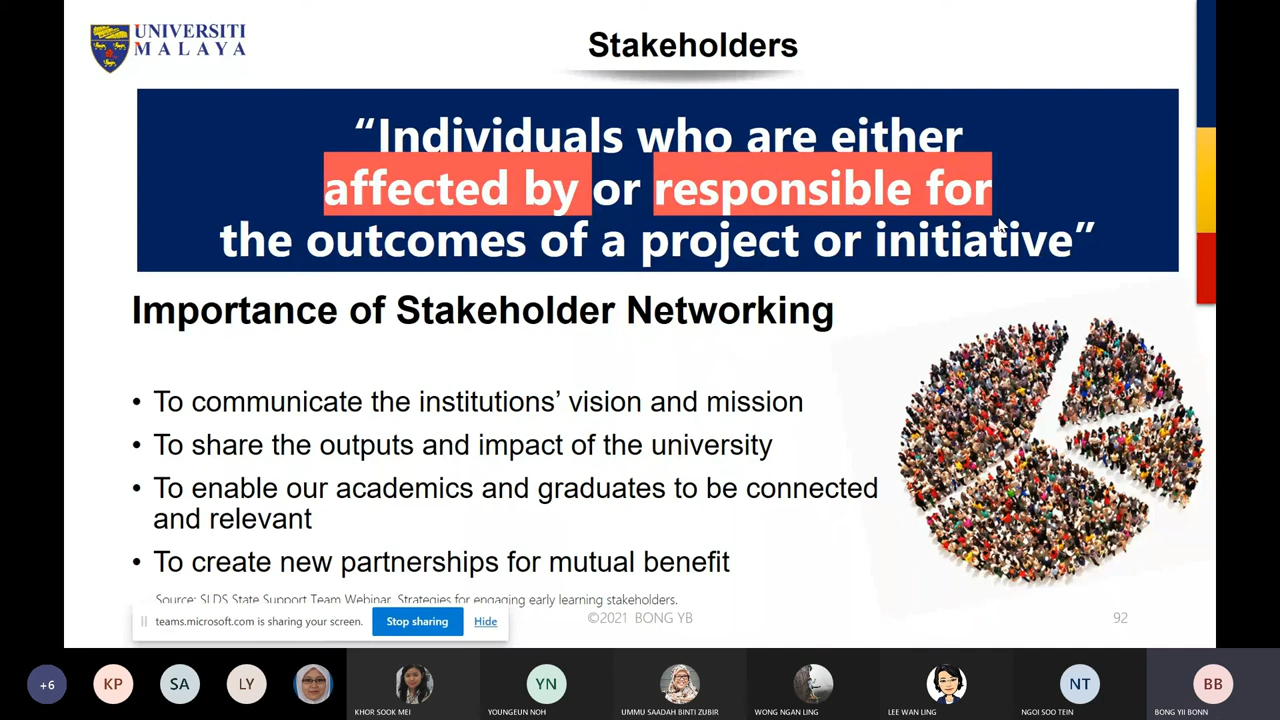 UNIVERSITI
MALAYA
Stakeholders
“Individuals who are either
affected by or responsible for
the outcomes of a project or initiative”
Importance of Stakeholder Networking
• To communicate the institutions’ vision and mission
• To share the outputs and impact of the university
• To enable our academics and graduates to be connected
and relevant
• To create new partnerships for mutual benefit
Source: SLDS State Support Team Webinar. Strategies for engaging early learning stakeholders.
teams.microsoft.com is sharing your screen.
Stop sharing
Hide
©2021 BONG YB
92
+6
KP
SA
LY
KHOR SOOK MEI
YN
YOUNGEUN NOH
UMMU SAADAH BINTI ZUBIR
WONG NGAN LING
LEE WAN LING
NT
NGOI SOO TEIN
BB
BONG YII BONN